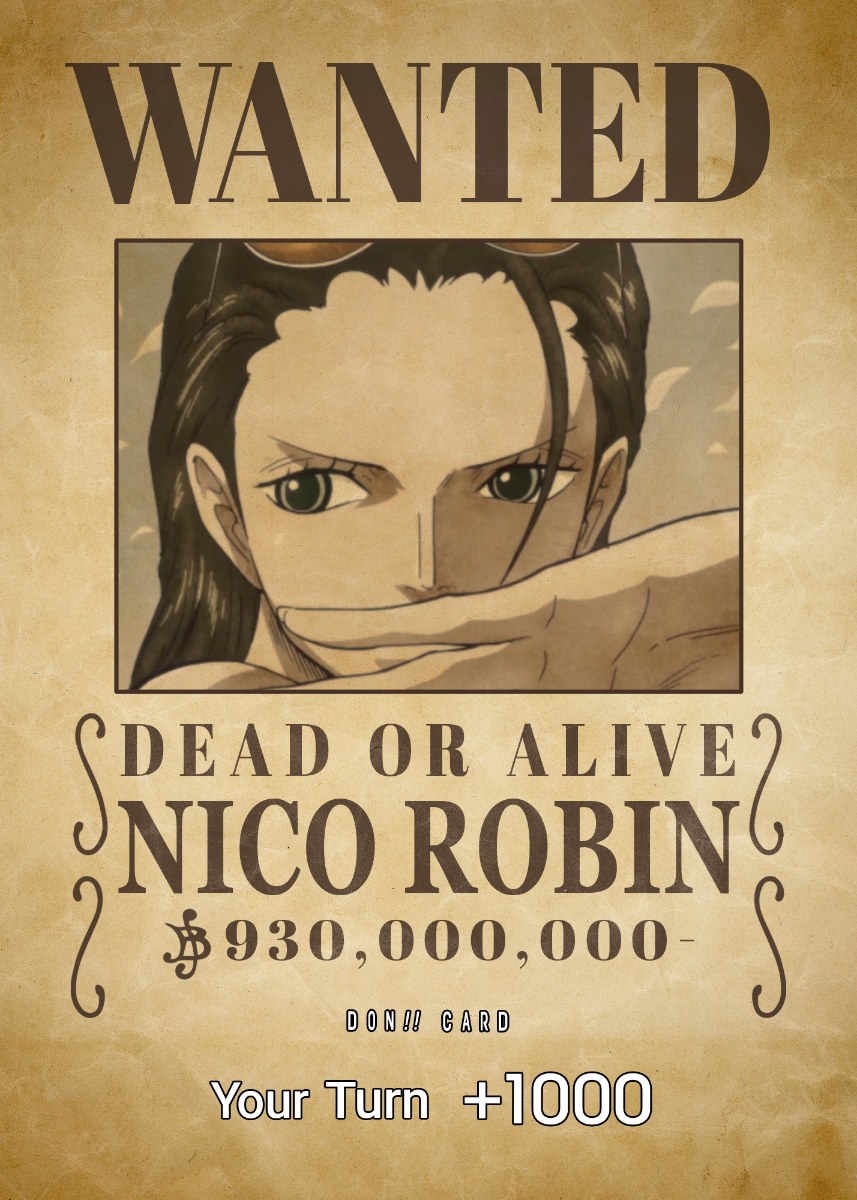 WANTED
DEAD OR ALIVE
NICO ROBIN
฿930,000,000-
DON!! CARD
Your Turn +1000